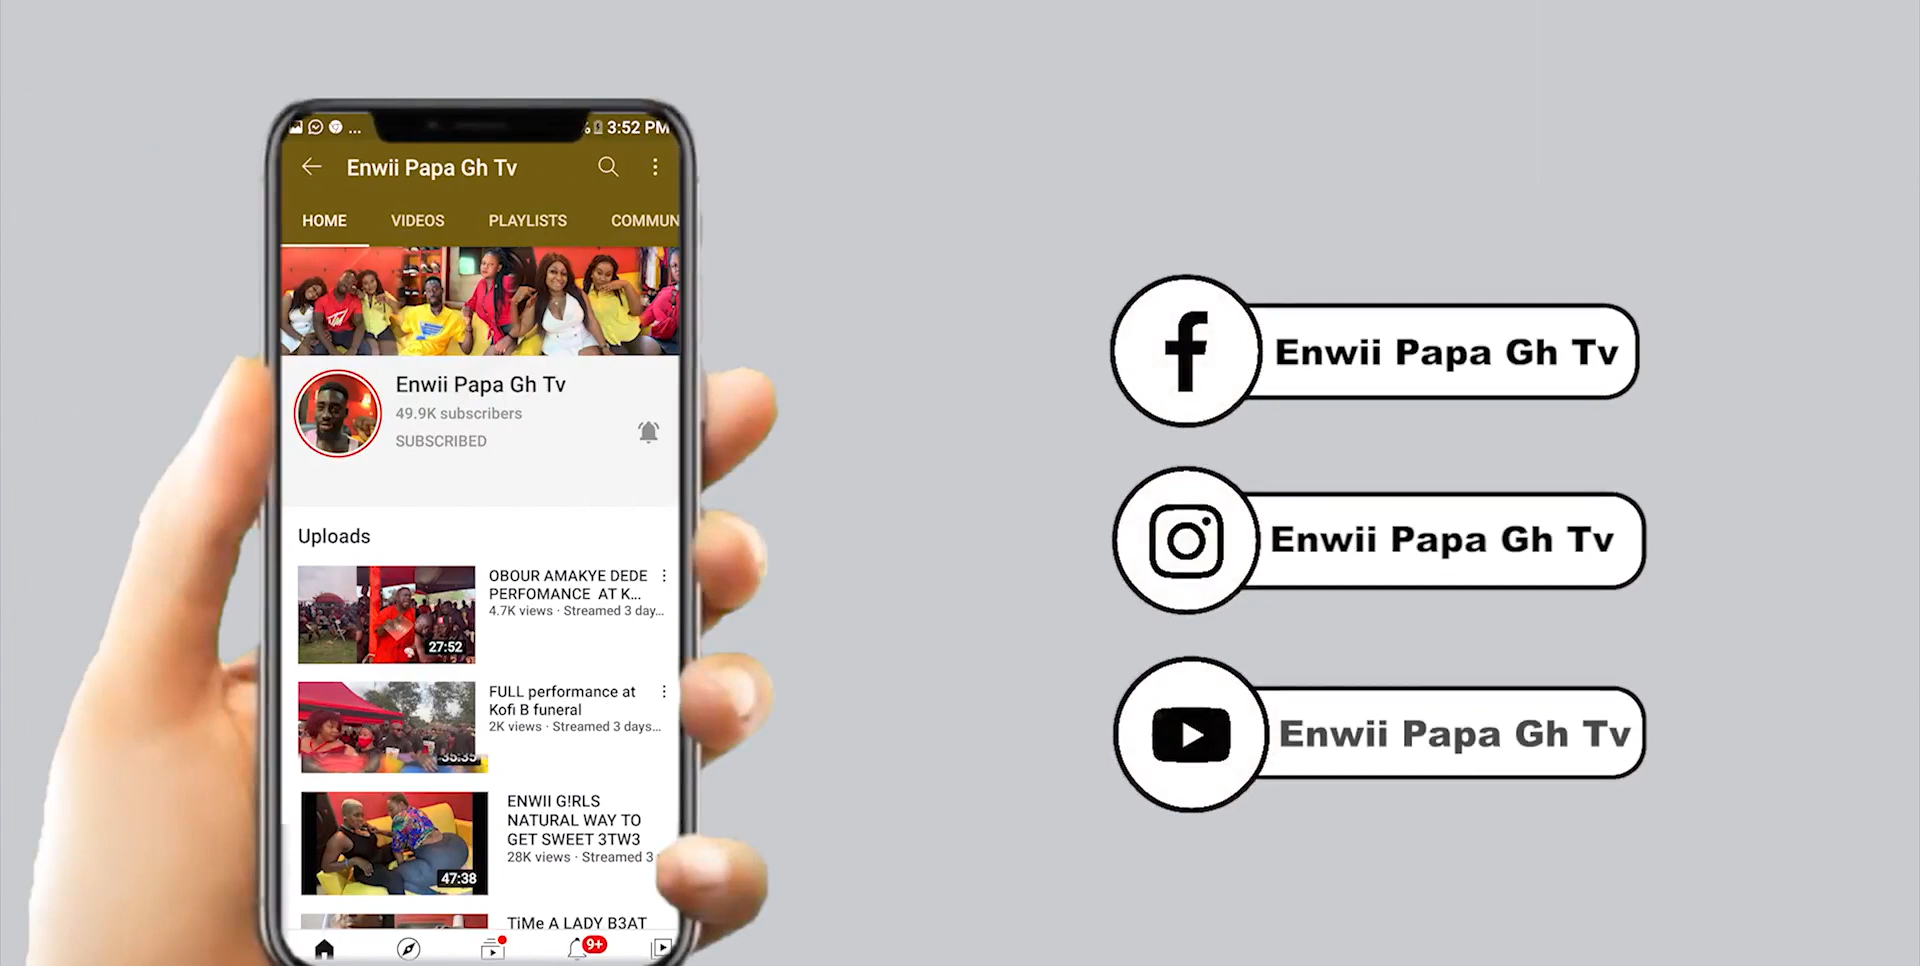 3:52 PM
Enwii Papa Gh Tv
HOME VIDEOS PLAYLISTS COMMUN
Enwii Papa Gh Tv
49.9K subscribers
SUBSCRIBED
Uploads
OBOUR AMAKYE DEDE
PERFOMANCE AT K...
4.7K views · Streamed 3 day...
27:52
FULL performance at
Kofi B funeral
2K views · Streamed 3 days...
35:35
ENWII G!RLS
NATURAL WAY TO
GET SWEET 3TW3
28K views · Streamed 3
47:38
TiMe A LADY B3AT
9+
Enwii Papa Gh Tv
Enwii Papa Gh Tv
Enwii Papa Gh Tv